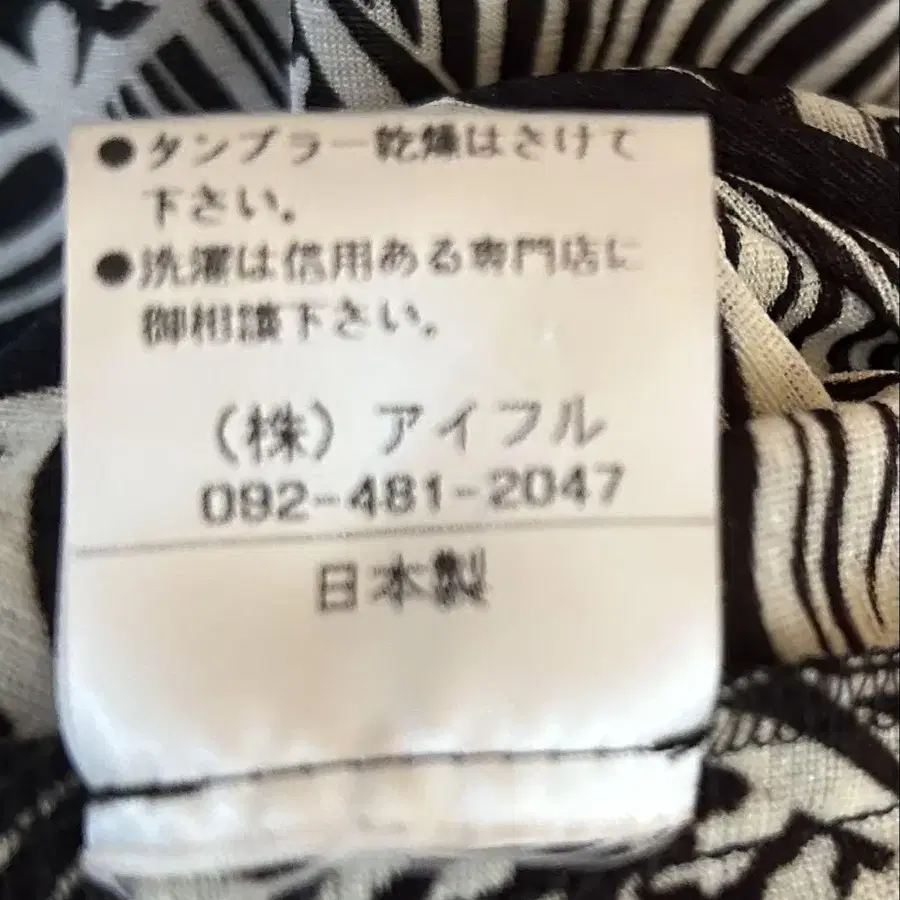 ●タンブラー乾燥はさけて
下さい。
●洗濯は信用ある専門店に
御相談下さい。
（株）アイフル
092-481-2047
日本製